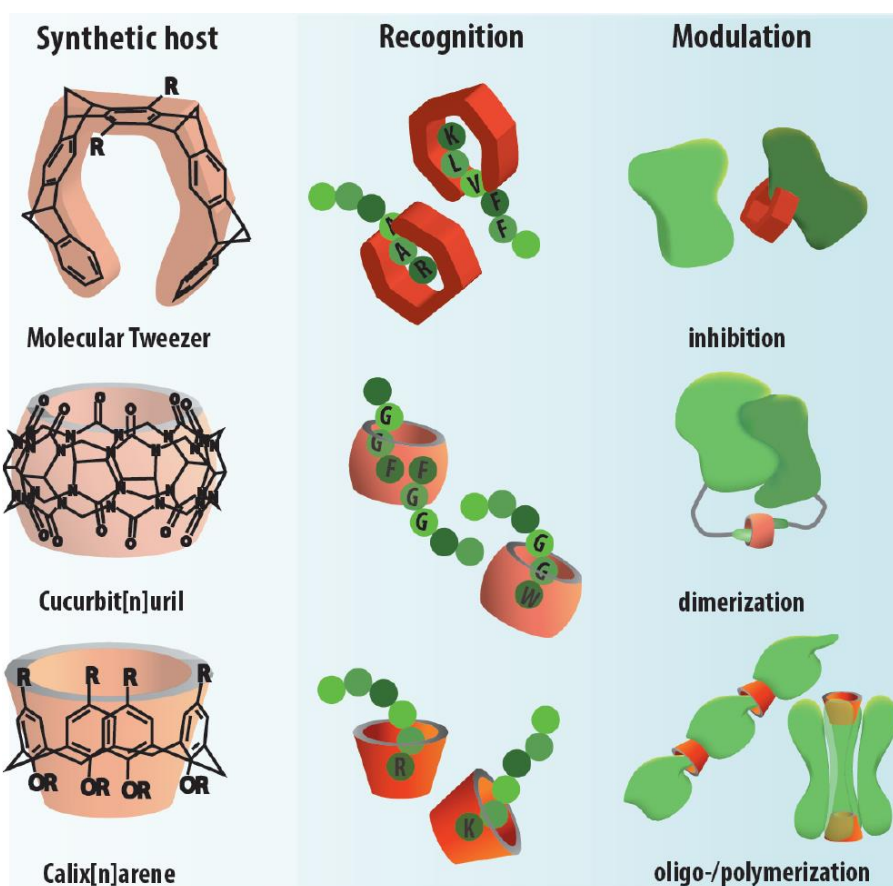 Synthetic host
Recognition
Modulation
R
R
K
L
V
F
F
A
A
R
Molecular Tweezer
inhibition
O O O O O O O
N N N N N N N N
N N N N N N N N
O O O O O O O
G
G
F F
G
G
G
G
W
Cucurbit[n]uril
dimerization
R R R R
OR OR OR OR
R
K
Calix[n]arene
oligo-/polymerization